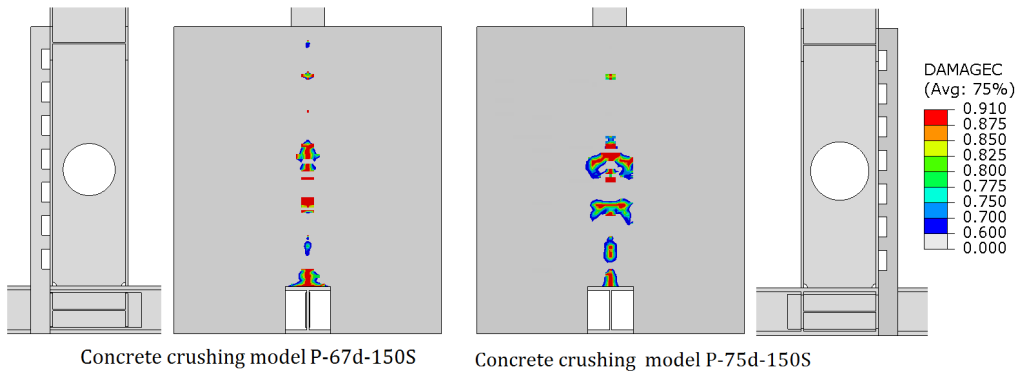 DAMAGEC
(Avg: 75%)
0.910
0.875
0.850
0.825
0.800
0.775
0.750
0.700
0.600
0.000
Concrete crushing model P-67d-150S
Concrete crushing model P-75d-150S